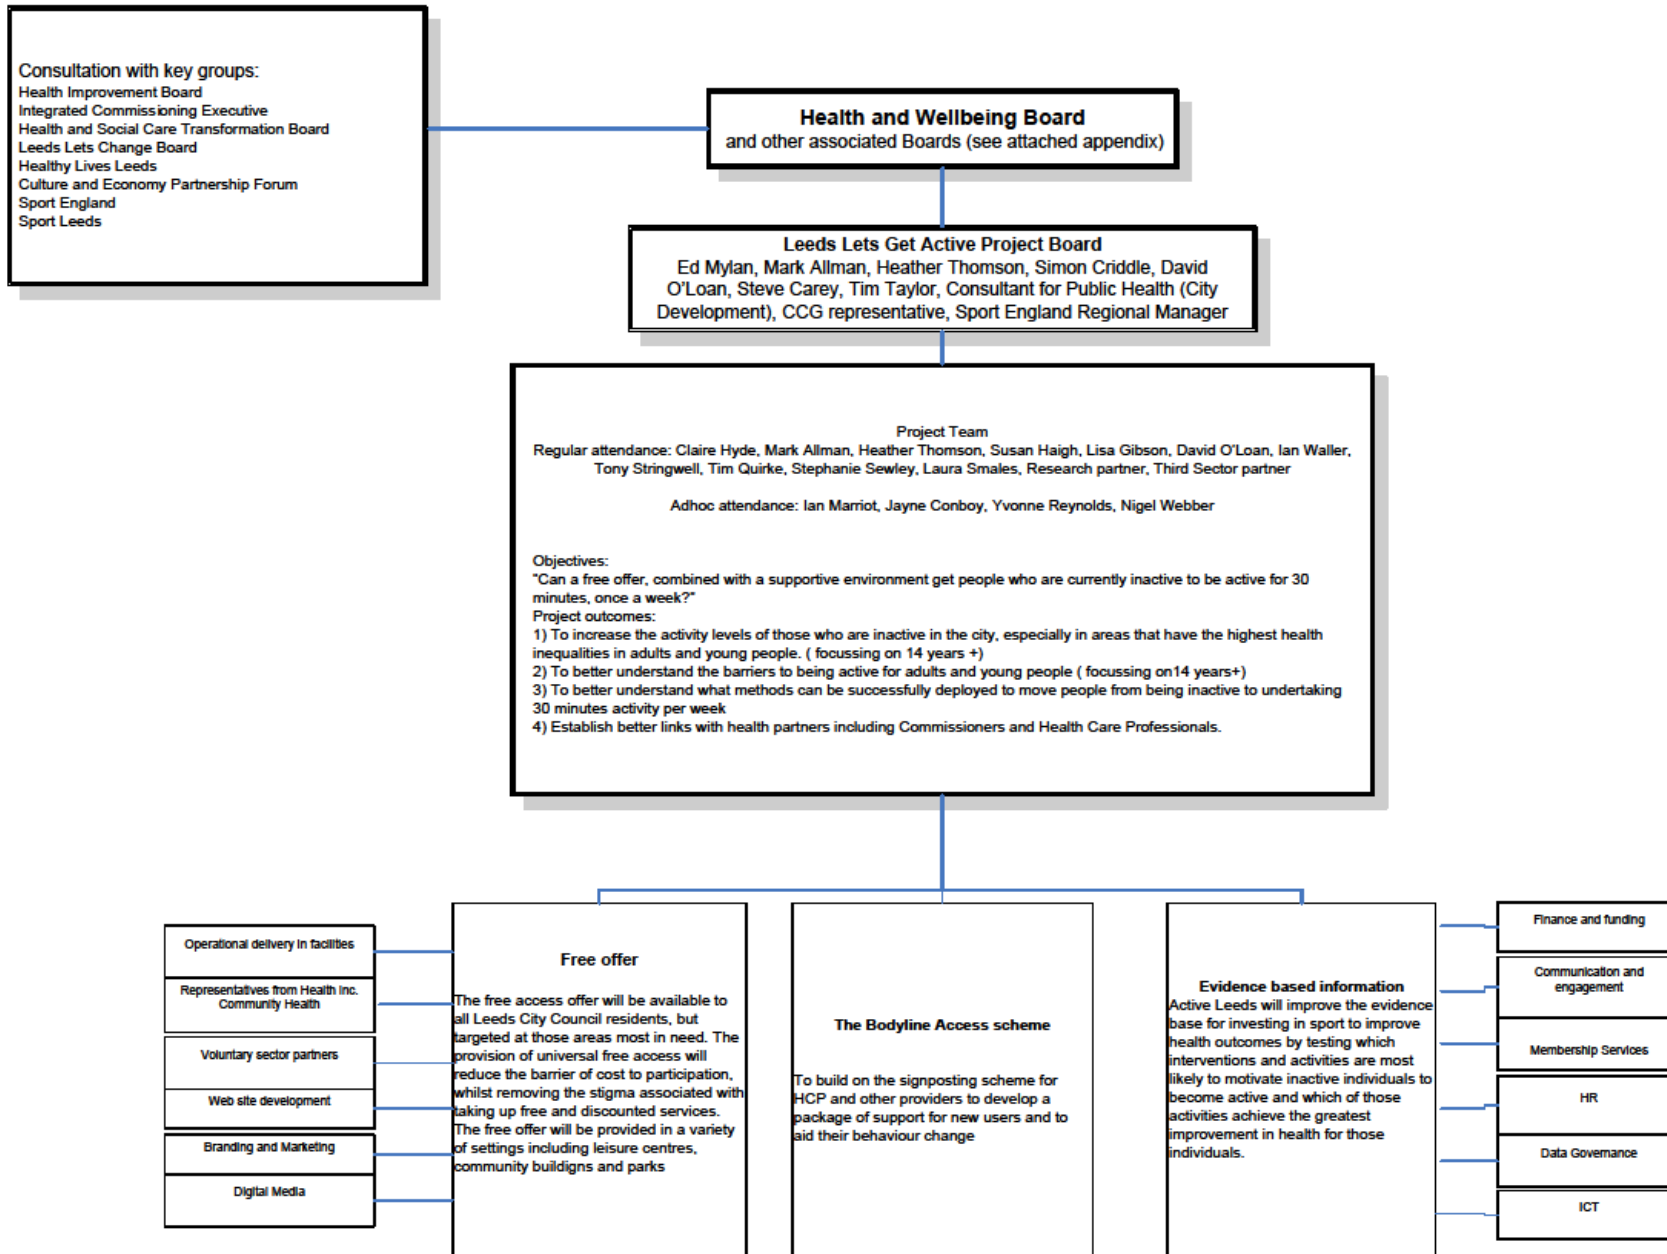 Consultation with key groups:
Health Improvement Board
Integrated Commissioning Executive
Health and Social Care Transformation Board
Leeds Lets Change Board
Healthy Lives Leeds
Culture and Economy Partnership Forum
Sport England
Sport Leeds
Health and Wellbeing Board
and other associated Boards (see attached appendix)
Leeds Lets Get Active Project Board
Ed Mylan, Mark Allman, Heather Thomson, Simon Criddle, David
O'Loan, Steve Carey, Tim Taylor, Consultant for Public Health (City
Development), CCG representative, Sport England Regional Manager
Project Team
Regular attendance: Claire Hyde, Mark Allman, Heather Thomson, Susan Haigh, Lisa Gibson, David O'Loan, Ian Waller,
Tony Stringwell, Tim Quirke, Stephanie Sewley, Laura Smales, Research partner, Third Sector partner
Adhoc attendance: Ian Marriot, Jayne Conboy, Yvonne Reynolds, Nigel Webber
Objectives:
"Can a free offer, combined with a supportive environment get people who are currently inactive to be active for 30
minutes, once a week?"
Project outcomes:
1) To increase the activity levels of those who are inactive in the city, especially in areas that have the highest health
inequalities in adults and young people. ( focussing on 14 years +)
2) To better understand the barriers to being active for adults and young people ( focussing on14 years+)
3) To better understand what methods can be successfully deployed to move people from being inactive to undertaking
30 minutes activity per week
4) Establish better links with health partners including Commissioners and Health Care Professionals.
Operational delivery in facilities
Representatives from Health inc.
Community Health
Voluntary sector partners
Web site development
Branding and Marketing
Digital Media
Free offer
The free access offer will be available to
all Leeds City Council residents, but
targeted at those areas most in need. The
provision of universal free access will
reduce the barrier of cost to participation,
whilst removing the stigma associated with
taking up free and discounted services.
The free offer will be provided in a variety
of settings including leisure centres,
community buildigns and parks
The Bodyline Access scheme
To build on the signposting scheme for
HCP and other providers to develop a
package of support for new users and to
aid their behaviour change
Evidence based information
Active Leeds will improve the evidence
base for investing in sport to improve
health outcomes by testing which
interventions and activities are most
likely to motivate inactive individuals to
become active and which of those
activities achieve the greatest
improvement in health for those
individuals.
Finance and funding
Communication and
engagement
Membership Services
HR
Data Governance
ICT